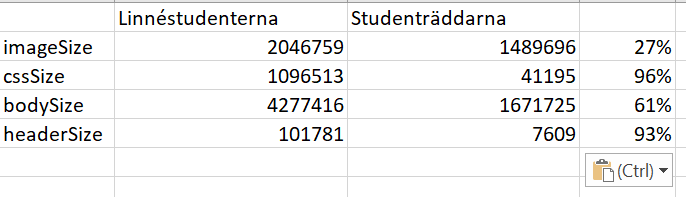 Linnéstudenterna Studenträddarna
imageSize 2046759 1489696 27%
cssSize 1096513 41195 96%
bodySize 4277416 1671725 61%
headerSize 101781 7609 93%
(Ctrl)